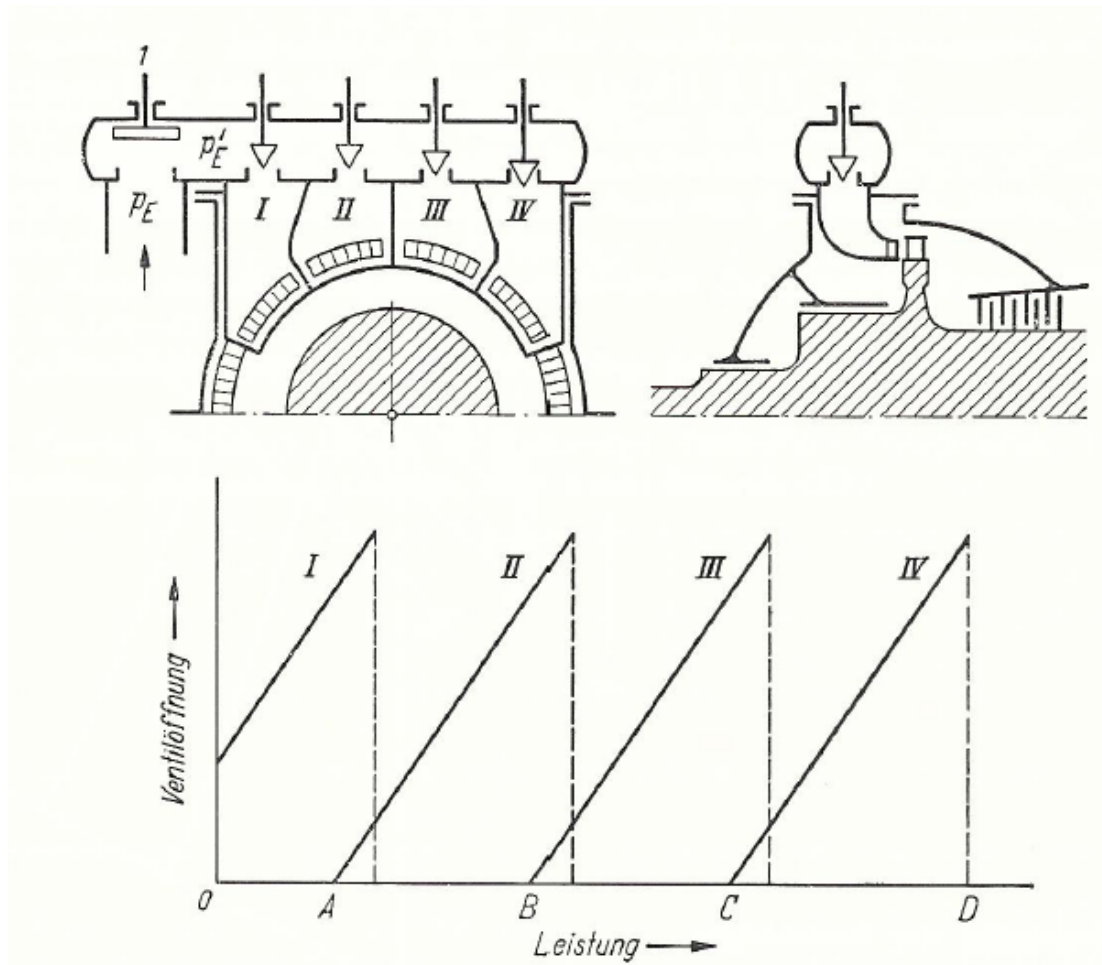 1
p'E
pE
I II III IV
I II III IV
Ventilöffnung
0 A B C D
Leistung